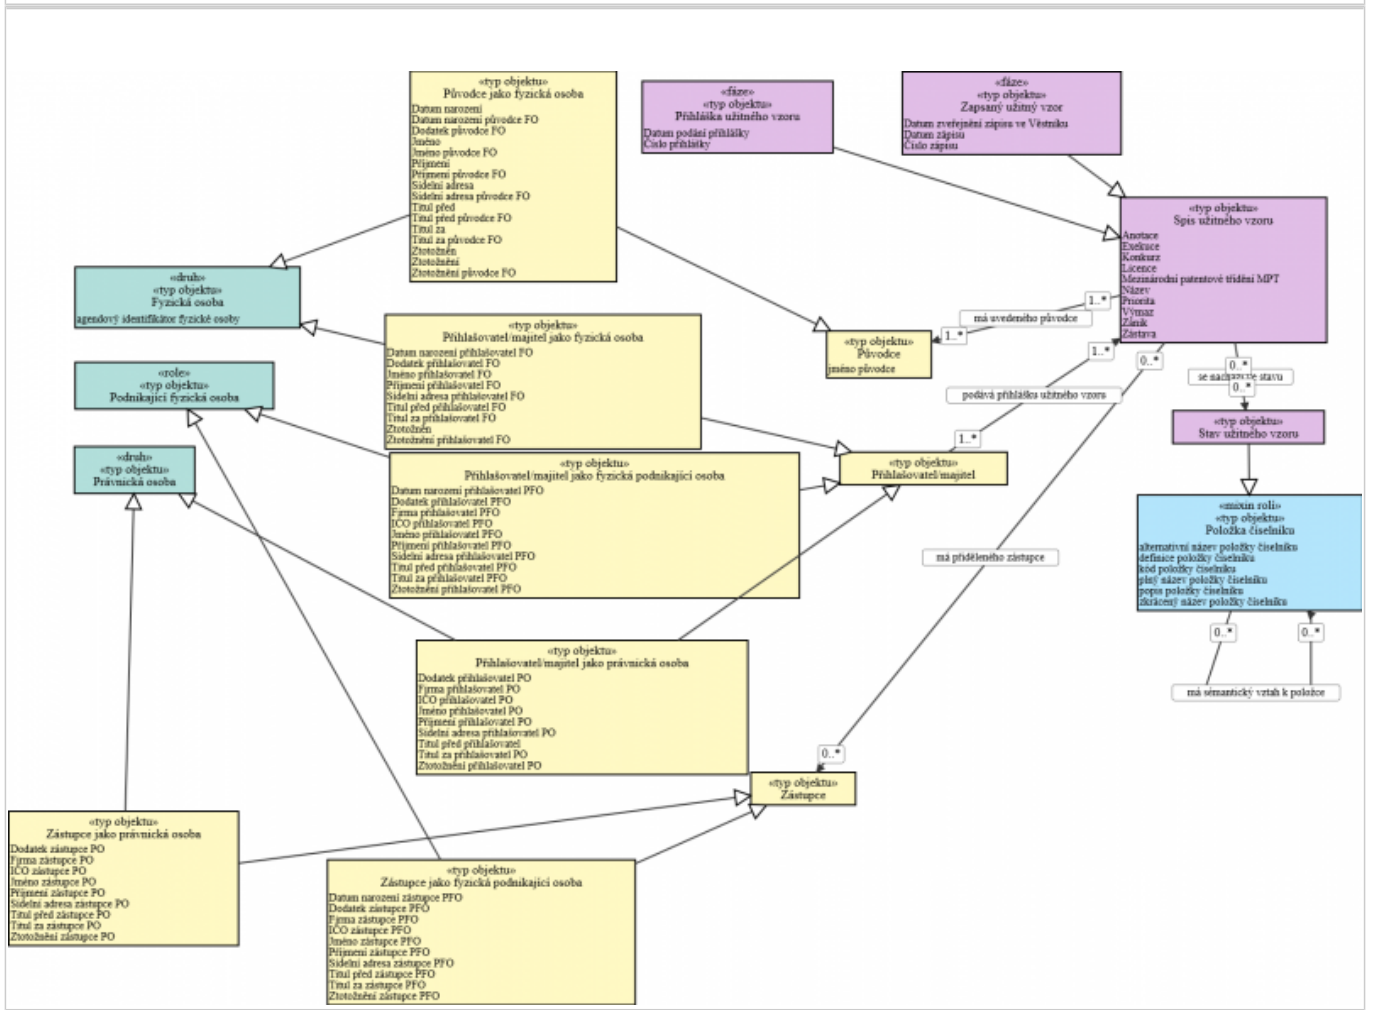 «typ objektu»
Původce jako fyzická osoba
Datum narození
Datum narození původce FO
Dodatek původce FO
Jméno
Jméno původce FO
Příjmení
Příjmení původce FO
Sídelní adresa
Sídelní adresa původce FO
Titul před
Titul před původce FO
Titul za
Titul za původce FO
Ztotožněn
Ztotožnění
Ztotožnění původce FO
«fáze»
«typ objektu»
Přihláška užitného vzoru
Datum podání přihlášky
Číslo přihlášky
«fáze»
«typ objektu»
Zapsaný užitný vzor
Datum zveřejnění zápisu ve Věstníku
Datum zápisu
Číslo zápisu
«typ objektu»
Spis užitného vzoru
Anotace
Exekuce
Konkurz
Licence
Mezinárodní patentové třídění MPT
Název
Priorita
Výmaz
Zánik
Zástava
«druh»
«typ objektu»
Fyzická osoba
agendový identifikátor fyzické osoby
1..*
má uvedeného původce
1..*
«typ objektu»
Přihlašovatel/majitel jako fyzická osoba
Datum narození přihlašovatel FO
Dodatek přihlašovatel FO
Jméno přihlašovatel FO
Příjmení přihlašovatel FO
Sídelní adresa přihlašovatel FO
Titul před přihlašovatel FO
Titul za přihlašovatel FO
Ztotožněn
Ztotožnění přihlašovatel FO
«typ objektu»
Původce
jméno původce
1..*
podává přihlášku užitného vzoru
1..*
0..*
0..*
se nachází ve stavu
0..*
«role»
«typ objektu»
Podnikající fyzická osoba
«typ objektu»
Stav užitného vzoru
«druh»
«typ objektu»
Právnická osoba
«typ objektu»
Přihlašovatel/majitel jako fyzická podnikající osoba
Datum narození přihlašovatel PFO
Dodatek přihlašovatel PFO
Firma přihlašovatel PFO
IČO přihlašovatel PFO
Jméno přihlašovatel PFO
Příjmení přihlašovatel PFO
Sídelní adresa přihlašovatel PFO
Titul před přihlašovatel PFO
Titul za přihlašovatel PFO
Ztotožnění přihlašovatel PFO
«typ objektu»
Přihlašovatel/majitel
«mixin rolí»
«typ objektu»
Položka číselníku
alternativní název položky číselníku
definice položky číselníku
kód položky číselníku
plný název položky číselníku
popis položky číselníku
zkrácený název položky číselníku
má přiděleného zástupce
0..*
0..*
má sémantický vztah k položce
«typ objektu»
Přihlašovatel/majitel jako právnická osoba
Dodatek přihlašovatel PO
Firma přihlašovatel PO
IČO přihlašovatel PO
Jméno přihlašovatel PO
Příjmení přihlašovatel PO
Sídelní adresa přihlašovatel PO
Titul před přihlašovatel
Titul za přihlašovatel PO
Ztotožnění přihlašovatel PO
0..*
«typ objektu»
Zástupce
«typ objektu»
Zástupce jako právnická osoba
Dodatek zástupce PO
Firma zástupce PO
IČO zástupce PO
Jméno zástupce PO
Příjmení zástupce PO
Sídelní adresa zástupce PO
Titul před zástupce PO
Titul za zástupce PO
Ztotožnění zástupce PO
«typ objektu»
Zástupce jako fyzická podnikající osoba
Datum narození zástupce PFO
Dodatek zástupce PFO
Firma zástupce PFO
IČO zástupce PFO
Jméno zástupce PFO
Příjmení zástupce PFO
Sídelní adresa zástupce PFO
Titul před zástupce PFO
Titul za zástupce PFO
Ztotožnění zástupce PFO